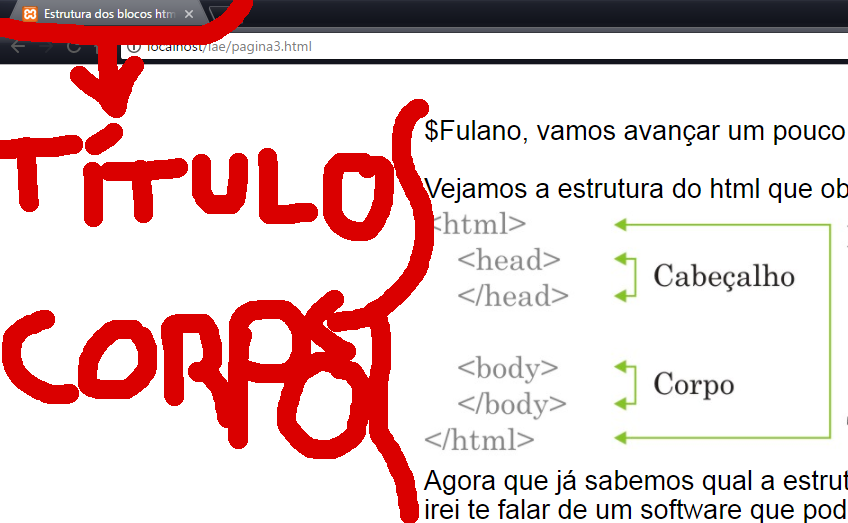 Estrutura dos blocos htm
localhost/iae/pagina3.html
TÍTULO
$Fulano, vamos avançar um pouco
Vejamos a estrutura do html que ob
<html>
<head>
Cabeçalho
</head>
CORPO
<body>
Corpo
</body>
</html>
Agora que já sabemos qual a estrut
irei te falar de um software que pod